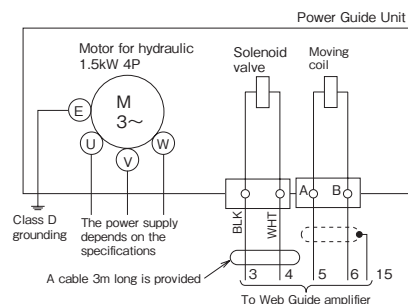 Power Guide Unit
Motor for hydraulic
1.5kW 4P
Solenoid
valve
Moving
coil
E
M
3~
U
V
W
A
B
BLK
WHT
Class D
grounding
The power supply
depends on the
specifications
A cable 3m long is provided
3
4
5
6
15
To Web Guide amplifier